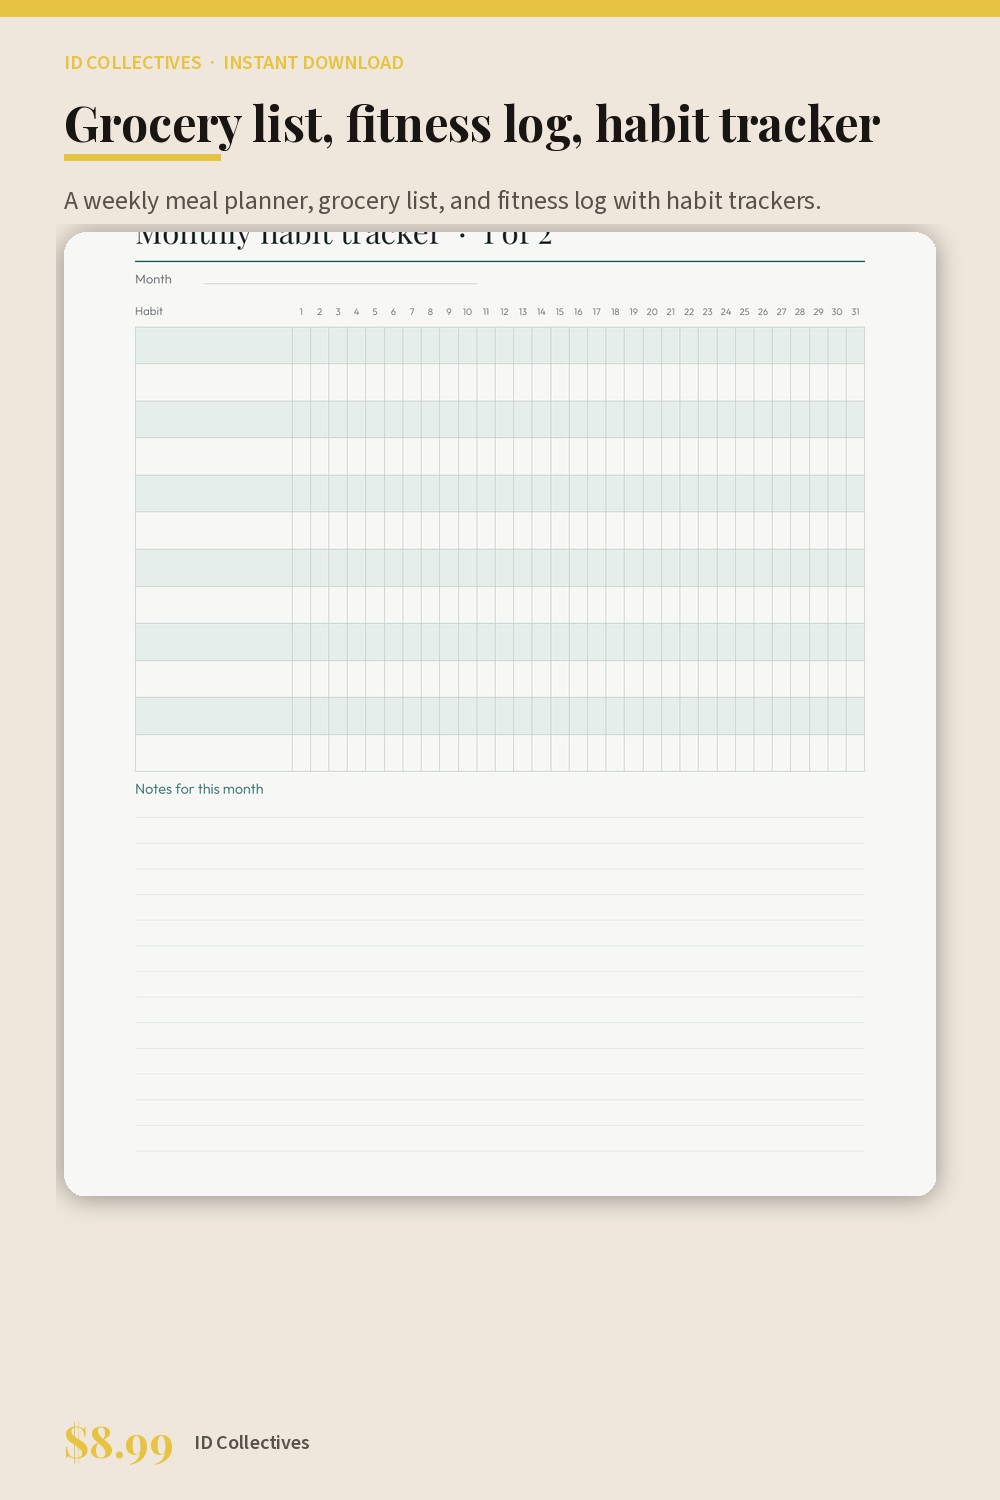 ID COLLECTIVES · INSTANT DOWNLOAD
Grocery list, fitness log, habit tracker
A weekly meal planner, grocery list, and fitness log with habit trackers.
Monthly habit tracker · 1 of 2
Month
Habit 1 2 3 4 5 6 7 8 9 10 11 12 13 14 15 16 17 18 19 20 21 22 23 24 25 26 27 28 29 30 31
Notes for this month
$8.99 ID Collectives